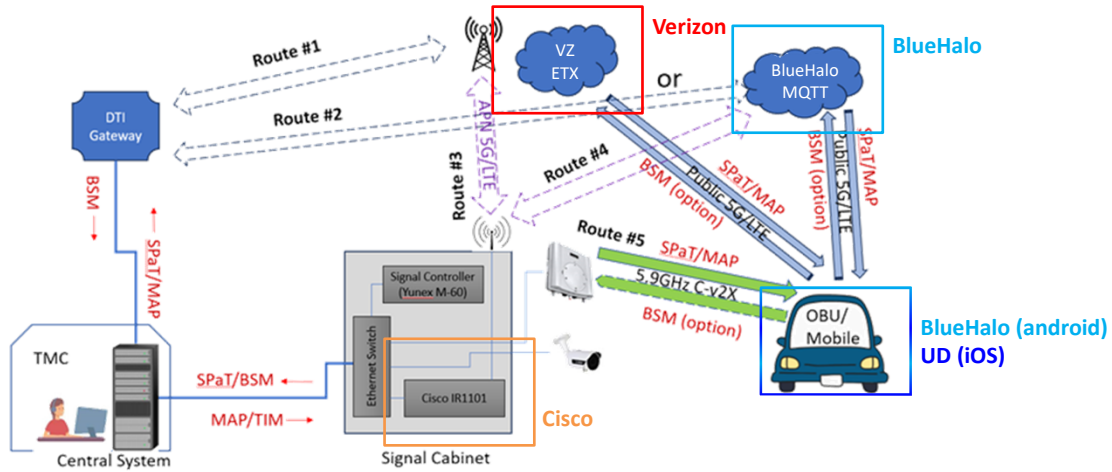 Verizon
BlueHalo
VZ
ETX
BlueHalo
MQTT
or
Route #1
Route #2
DTI
Gateway
APN 5G/LTE
Route #3
Route #4
BSM
SPaT/MAP
SPaT/MAP
Public 5G/LTE
BSM (option)
SPaT/MAP
Public 5G/LTE
BSM (option)
Route #5
SPaT/MAP
5.9GHz C-v2X
BSM (option)
Signal Controller
(Yunex M-60)
Ethernet Switch
Cisco IR1101
Cisco
Signal Cabinet
OBU/
Mobile
BlueHalo (android)
UD (iOS)
TMC
SPaT/BSM
MAP/TIM
Central System